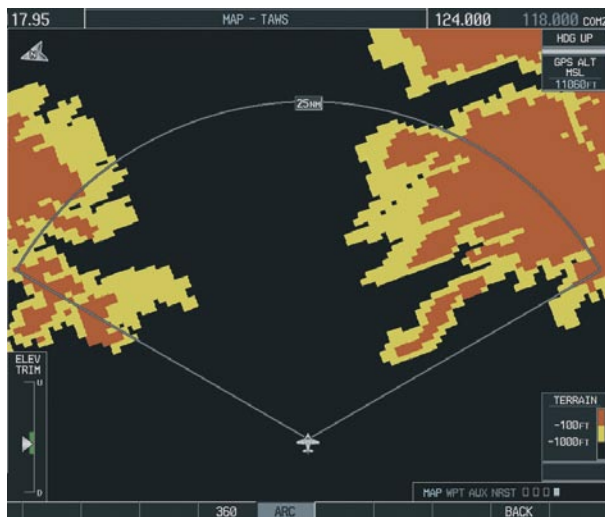 17.95 MAP - TAWS 124.000 118.000 COM2
HDG UP
N
GPS ALT
MSL
11060FT
25NM
ELEV
TRIM
U
D
TERRAIN
-100FT
-1000FT
MAP WPT AUX NRST
360 ARC BACK